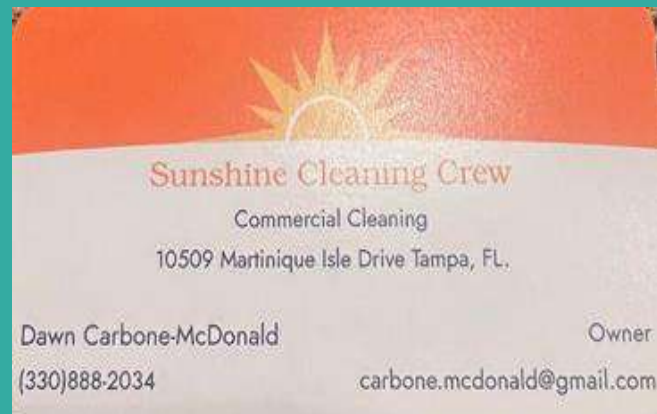 Sunshine Cleaning Crew
Commercial Cleaning
10509 Martinique Isle Drive Tampa, FL.
Dawn Carbone-McDonald Owner
(330)888-2034 carbone.mcdonald@gmail.com